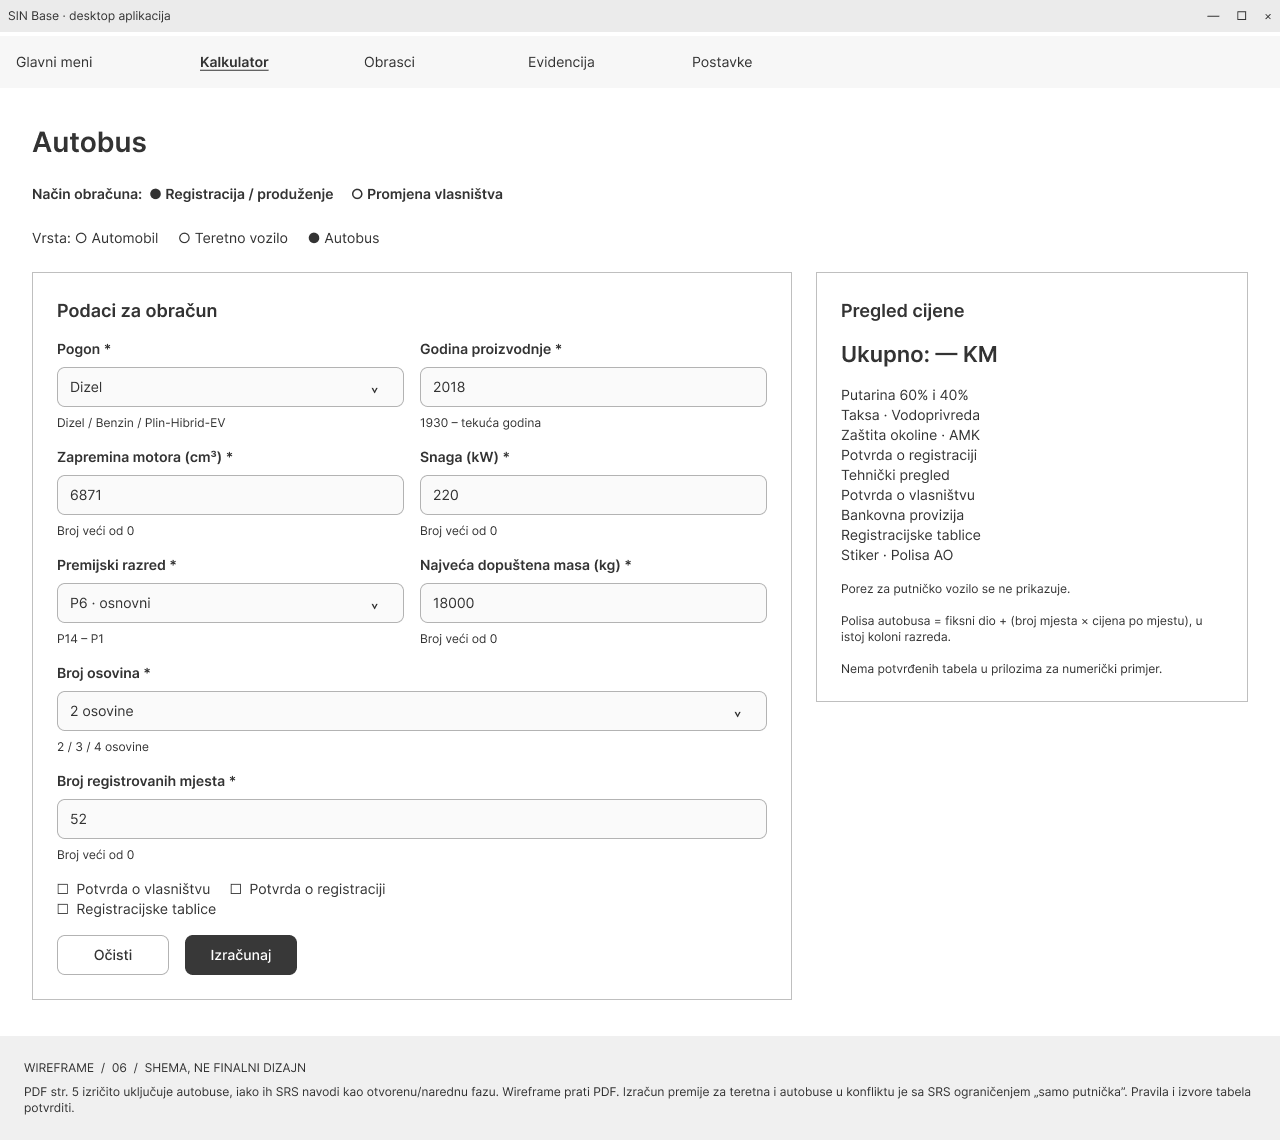 SIN Base · desktop aplikacija
Glavni meni Kalkulator Obrasci Evidencija Postavke
Autobus
Način obračuna: ● Registracija / produženje ○ Promjena vlasništva
Vrsta: ○ Automobil ○ Teretno vozilo ● Autobus
Podaci za obračun
Pogon * Godina proizvodnje *
Dizel 2018
Dizel / Benzin / Plin-Hibrid-EV 1930 – tekuća godina
Zapremina motora (cm³) * Snaga (kW) *
6871 220
Broj veći od 0 Broj veći od 0
Premijski razred * Najveća dopuštena masa (kg) *
P6 · osnovni 18000
P14 – P1 Broj veći od 0
Broj osovina *
2 osovine
2 / 3 / 4 osovine
Broj registrovanih mjesta *
52
Broj veći od 0
☐ Potvrda o vlasništvu ☐ Potvrda o registraciji
☐ Registracijske tablice
Očisti Izračunaj
Pregled cijene
Ukupno: — KM
Putarina 60% i 40%
Taksa · Vodoprivreda
Zaštita okoline · AMK
Potvrda o registraciji
Tehnički pregled
Potvrda o vlasništvu
Bankovna provizija
Registracijske tablice
Stiker · Polisa AO
Porez za putničko vozilo se ne prikazuje.
Polisa autobusa = fiksni dio + (broj mjesta × cijena po mjestu), u
istoj koloni razreda.
Nema potvrđenih tabela u prilozima za numerički primjer.
WIREFRAME / 06 / SHEMA, NE FINALNI DIZAJN
PDF str. 5 izričito uključuje autobuse, iako ih SRS navodi kao otvorenu/narednu fazu. Wireframe prati PDF. Izračun premije za teretna i autobuse u konfliktu je sa SRS ograničenjem „samo putnička”. Pravila i izvore tabela
potvrditi.